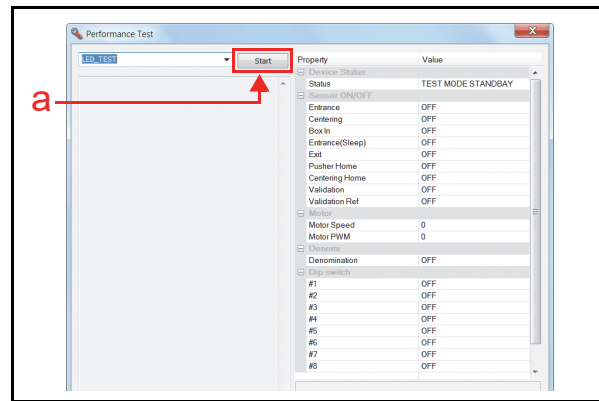 Performance Test
LED_TEST
Start
Property Value
Device Status
Status TEST MODE STANDBAY
Sensor ON/OFF
Entrance OFF
Centering OFF
Box In OFF
Entrance(Sleep) OFF
Exit OFF
Pusher Home OFF
Centering Home OFF
Validation OFF
Validation Ref OFF
Motor
Motor Speed 0
Motor PWM 0
Denomi
Denomination OFF
Dip switch
#1 OFF
#2 OFF
#3 OFF
#4 OFF
#5 OFF
#6 OFF
#7 OFF
#8 OFF
a